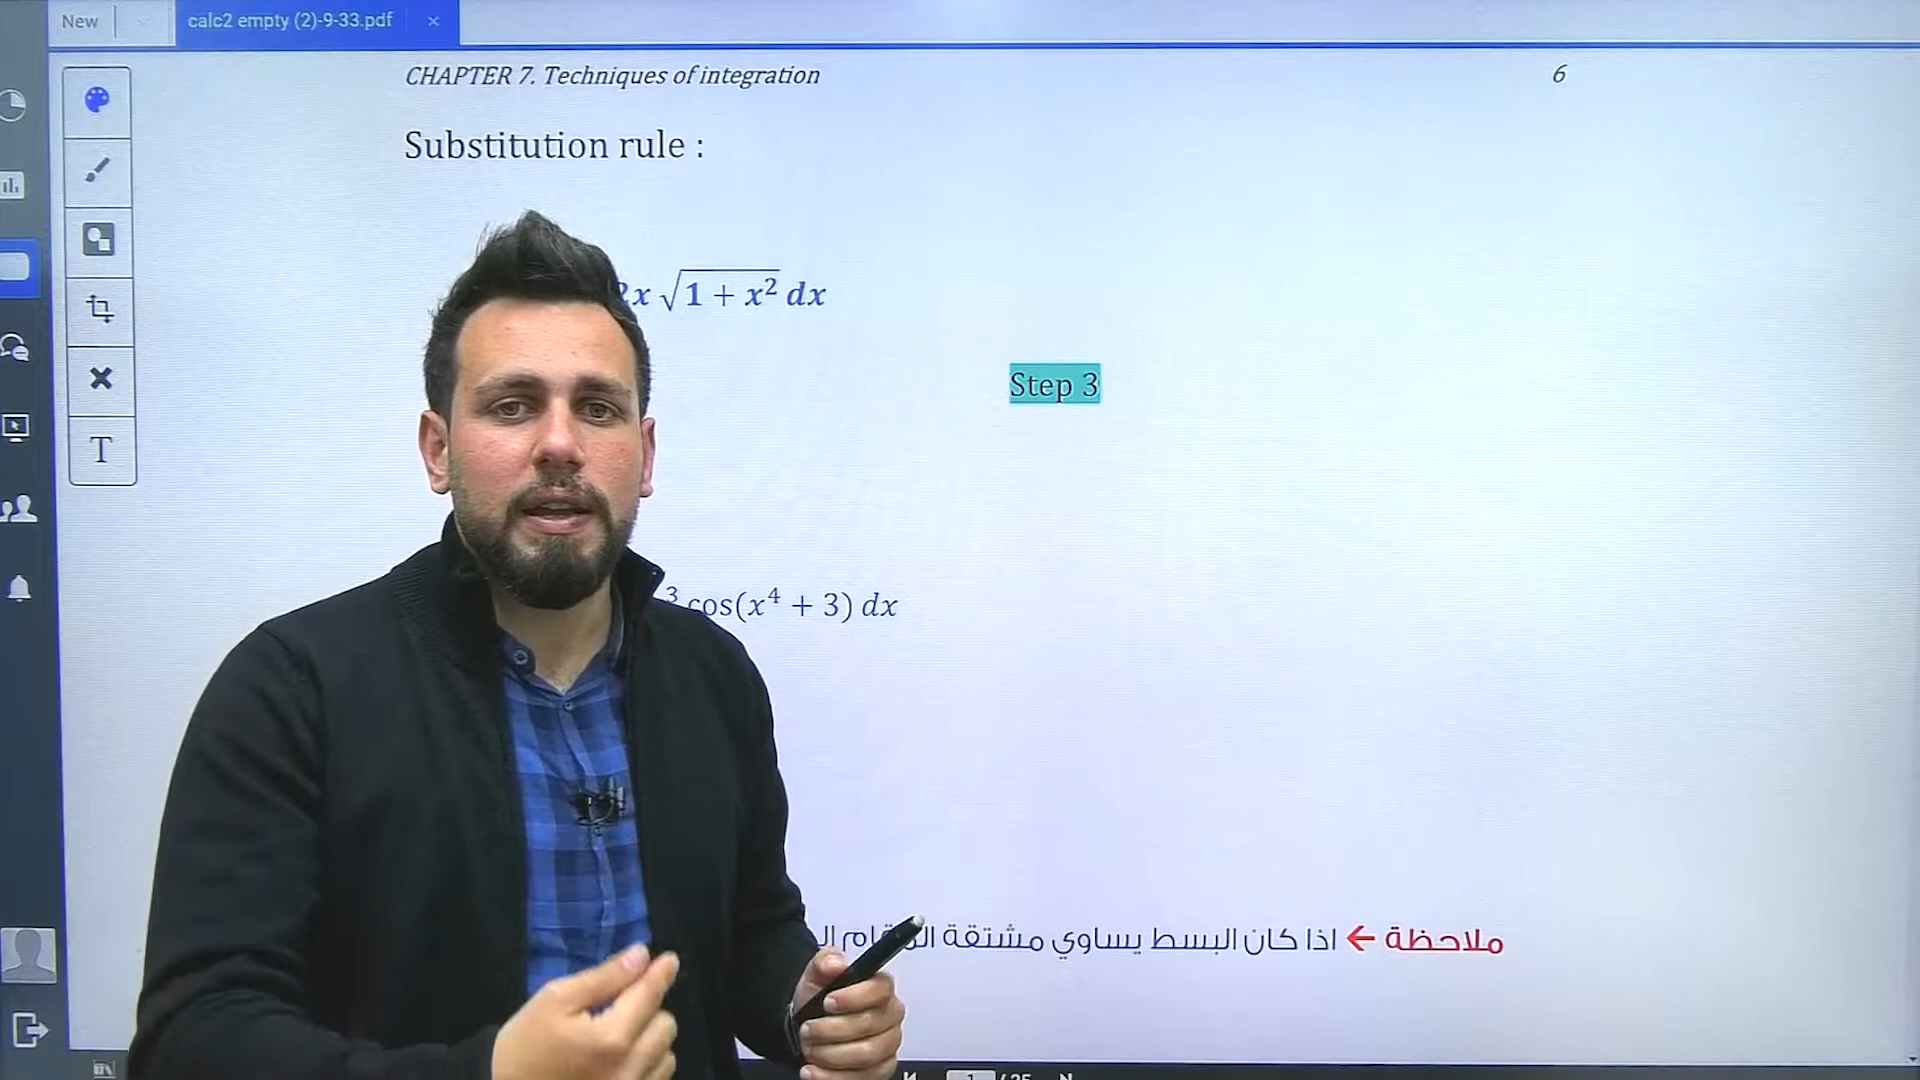 New
calc2 empty (2)-9-33.pdf
CHAPTER 7. Techniques of integration
6
Substitution rule :
x √1 + x² dx
Step 3
³ cos(x⁴ + 3) dx
T
ملاحظة ← اذا كان البسط يساوي مشتقة